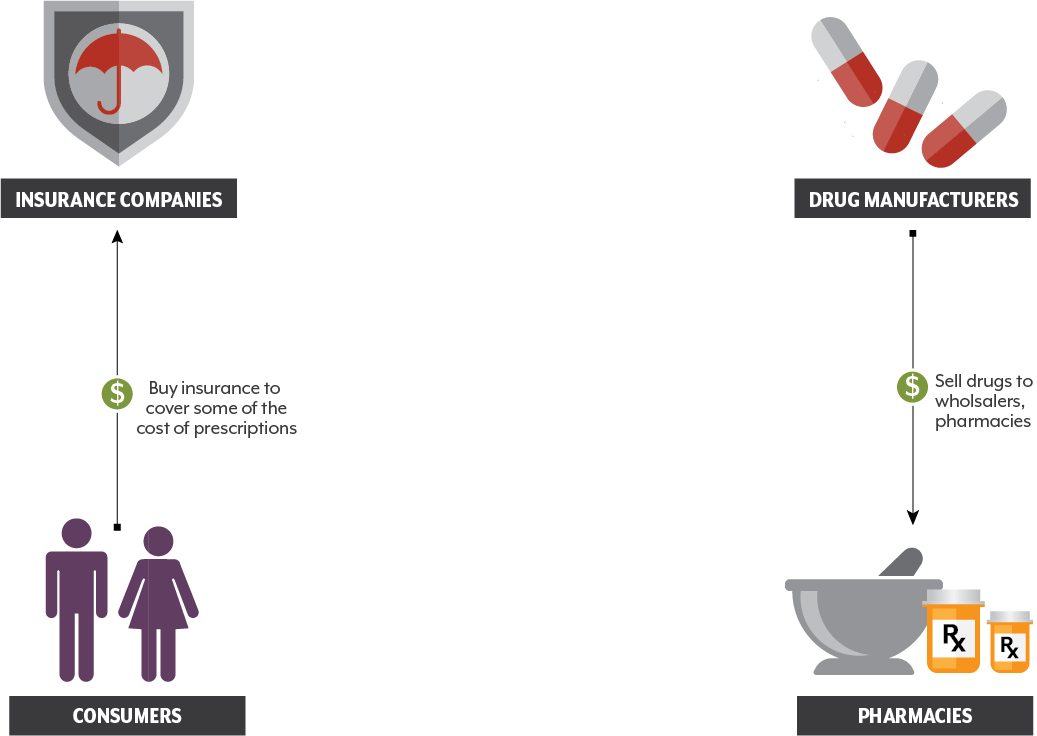 INSURANCE COMPANIES
DRUG MANUFACTURERS
$
Buy insurance to
cover some of the
cost of prescriptions
$
Sell drugs to
wholsalers,
pharmacies
Rx
Rx
CONSUMERS
PHARMACIES